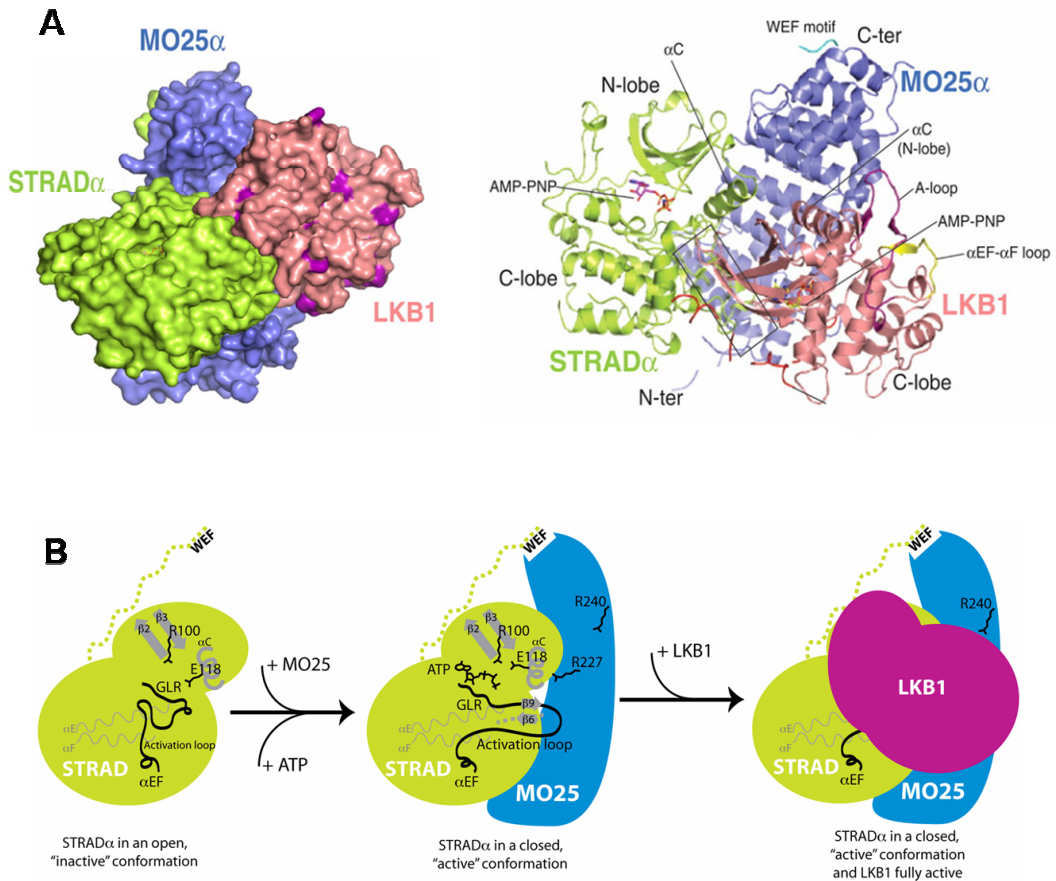 A
MO25α
STRADα
LKB1
WEF motif
C-ter
αC
N-lobe
MO25α
αC
(N-lobe)
AMP-PNP
A-loop
AMP-PNP
αEF-αF loop
C-lobe
LKB1
STRADα
C-lobe
N-ter
B
WEF
β3
β2
R100
αC
E118
GLR
αE
αF
Activation loop
STRAD
αEF
+ MO25
+ ATP
WEF
R240
β3
β2
R100
αC
E118
R227
ATP
GLR
β9
β6
αE
αF
Activation loop
STRAD
αEF
MO25
+ LKB1
WEF
R240
LKB1
αE
αF
STRAD
αEF
MO25
STRADα in an open,
“inactive” conformation
STRADα in a closed,
“active” conformation
STRADα in a closed,
“active” conformation
and LKB1 fully active